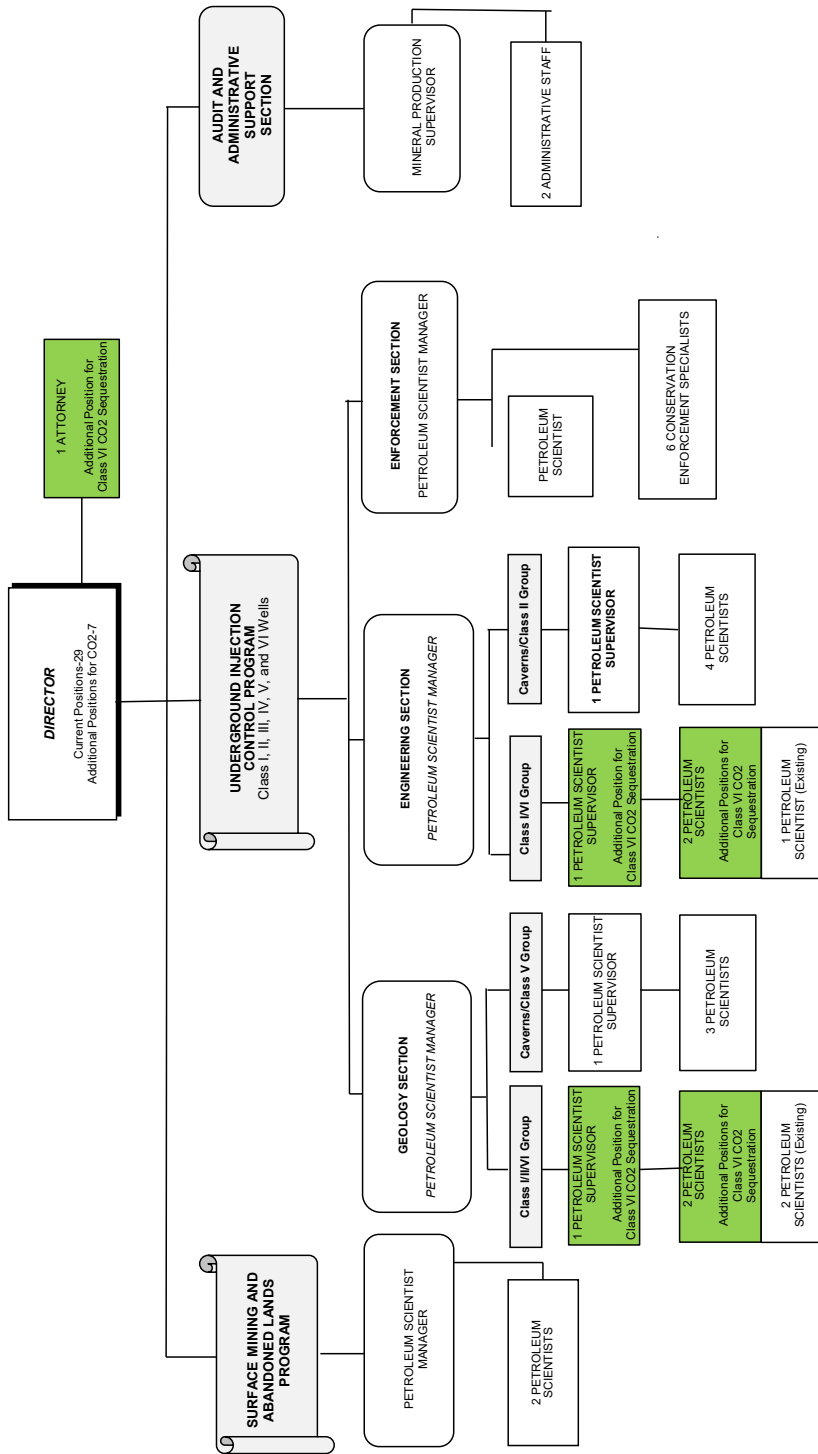 DIRECTOR
Current Positions-29
Additional Positions for CO2-7
1 ATTORNEY
Additional Position for
Class VI CO2 Sequestration
SURFACE MINING AND
ABANDONED LANDS
PROGRAM
UNDERGROUND INJECTION
CONTROL PROGRAM
Class I, II, III, IV, V, and VI Wells
AUDIT AND
ADMINISTRATIVE
SUPPORT
SECTION
PETROLEUM SCIENTIST
MANAGER
2 PETROLEUM
SCIENTISTS
GEOLOGY SECTION
PETROLEUM SCIENTIST MANAGER
Class I/II/VI Group
1 PETROLEUM SCIENTIST
SUPERVISOR
Additional Position for
Class VI CO2 Sequestration
2 PETROLEUM
SCIENTISTS
Additional Positions for
Class VI CO2
Sequestration
2 PETROLEUM
SCIENTISTS (Existing)
Caverns/Class V Group
1 PETROLEUM SCIENTIST
SUPERVISOR
3 PETROLEUM
SCIENTISTS
ENGINEERING SECTION
PETROLEUM SCIENTIST MANAGER
Class I/VI Group
1 PETROLEUM SCIENTIST
SUPERVISOR
Additional Position for
Class VI CO2 Sequestration
2 PETROLEUM
SCIENTISTS
Additional Positions for
Class VI CO2
Sequestration
1 PETROLEUM
SCIENTIST (Existing)
Caverns/Class II Group
1 PETROLEUM SCIENTIST
SUPERVISOR
4 PETROLEUM
SCIENTISTS
ENFORCEMENT SECTION
PETROLEUM SCIENTIST MANAGER
PETROLEUM
SCIENTIST
6 CONSERVATION
ENFORCEMENT SPECIALISTS
MINERAL PRODUCTION
SUPERVISOR
2 ADMINISTRATIVE STAFF